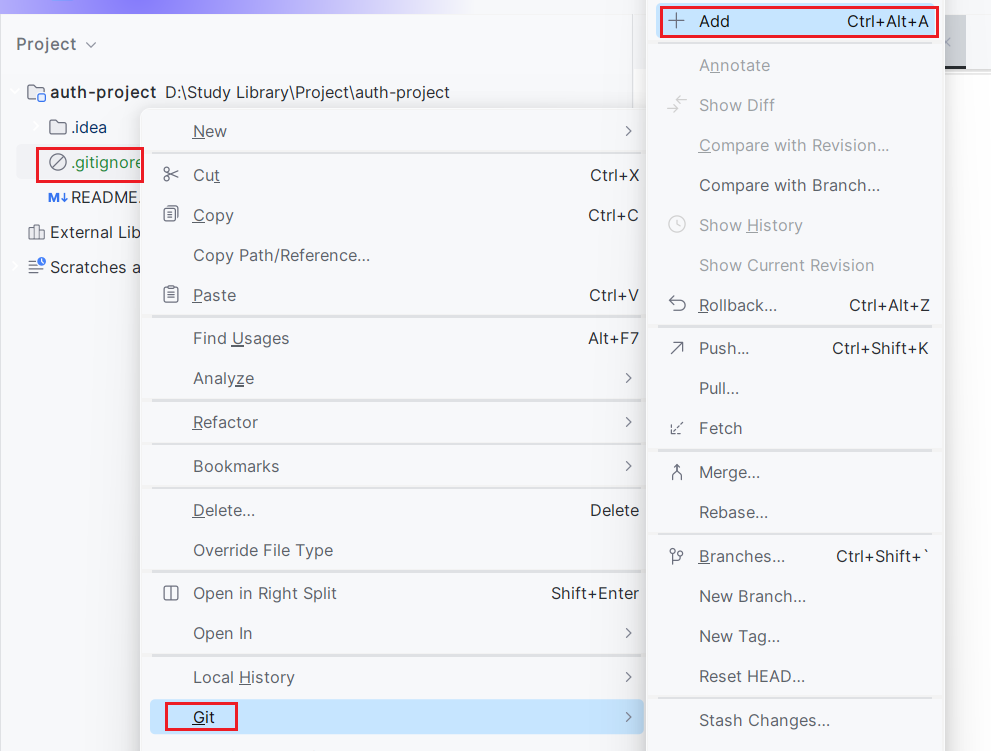 Project
auth-project D:\Study Library\Project\auth-project
.idea
.gitignore
README.
External Lib
Scratches a
New
Cut Ctrl+X
Copy Ctrl+C
Copy Path/Reference...
Paste Ctrl+V
Find Usages Alt+F7
Analyze
Refactor
Bookmarks
Delete... Delete
Override File Type
Open in Right Split Shift+Enter
Open In
Local History
Git
Add Ctrl+Alt+A
Annotate
Show Diff
Compare with Revision...
Compare with Branch...
Show History
Show Current Revision
Rollback... Ctrl+Alt+Z
Push... Ctrl+Shift+K
Pull...
Fetch
Merge...
Rebase...
Branches... Ctrl+Shift+`
New Branch...
New Tag...
Reset HEAD...
Stash Changes...